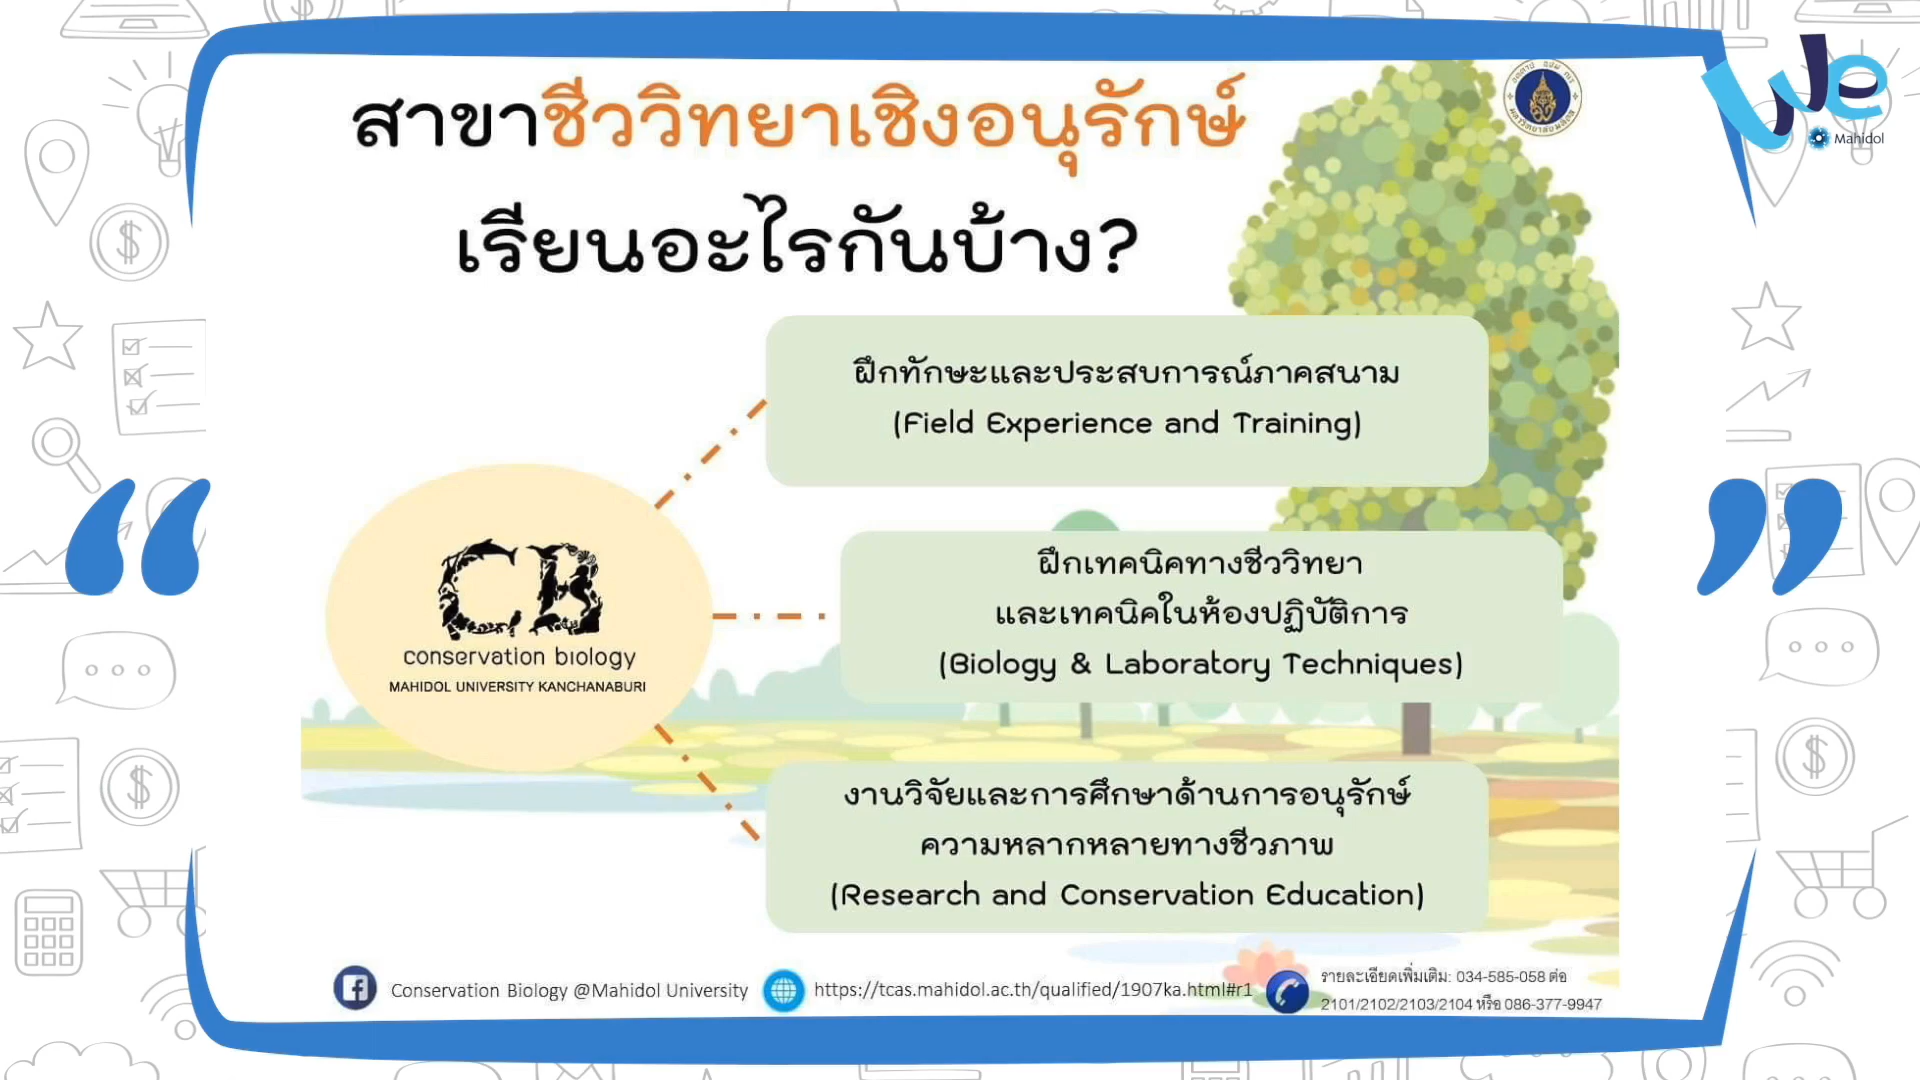 สาขาชีววิทยาเชิงอนุรักษ์
เรียนอะไรกันบ้าง?
Mahidol
ฝึกทักษะและประสบการณ์ภาคสนาม
(Field Experience and Training)
conservation biology
MAHIDOL UNIVERSITY KANCHANABURI
ฝึกเทคนิคทางชีววิทยา
และเทคนิคในห้องปฏิบัติการ
(Biology & Laboratory Techniques)
งานวิจัยและการศึกษาด้านการอนุรักษ์
ความหลากหลายทางชีวภาพ
(Research and Conservation Education)
Conservation Biology @Mahidol University
https://tcas.mahidol.ac.th/qualified/1907ka.html#r1
รายละเอียดเพิ่มเติม: 034-585-058 ต่อ
2101/2102/2103/2104 หรือ 086-377-9947
We
CB